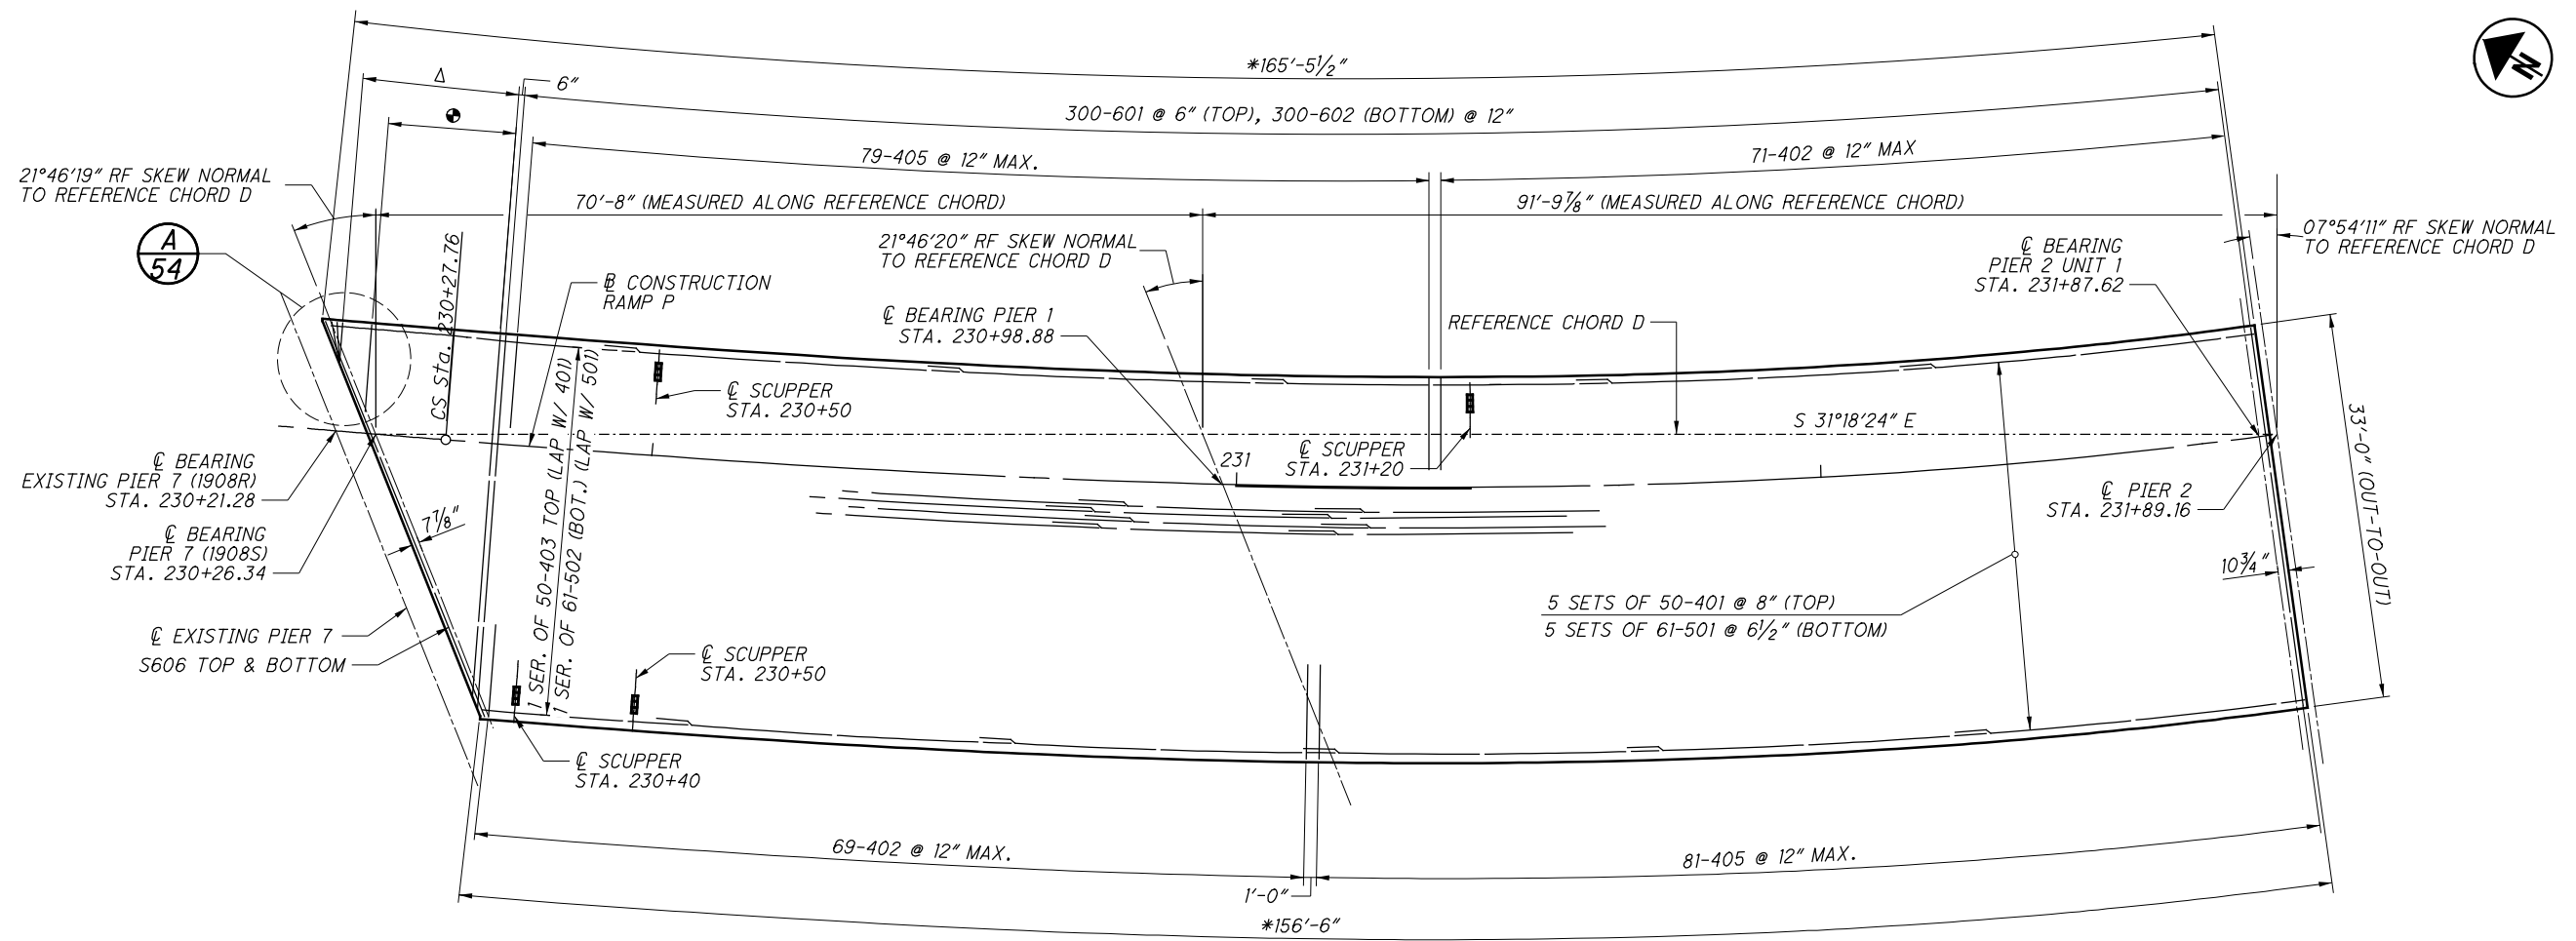 *165'-5½"
Δ
6"
300-601 @ 6" (TOP), 300-602 (BOTTOM) @ 12"
79-405 @ 12" MAX.
71-402 @ 12" MAX
21°46'19" RF SKEW NORMAL
TO REFERENCE CHORD D
70'-8" (MEASURED ALONG REFERENCE CHORD)
91'-9⅞" (MEASURED ALONG REFERENCE CHORD)
N
A
54
CS Sta. 230+27.76
21°46'20" RF SKEW NORMAL
TO REFERENCE CHORD D
℄ BEARING
PIER 2 UNIT 1
STA. 231+87.62
07°54'11" RF SKEW NORMAL
TO REFERENCE CHORD D
B CONSTRUCTION
RAMP P
℄ BEARING PIER 1
STA. 230+98.88
REFERENCE CHORD D
℄ SCUPPER
STA. 230+50
1 SER. OF 50-403 TOP (LAP W/ 401)
1 SER. OF 61-502 (BOT.) (LAP W/ 501)
S 31°18'24" E
33'-0" (OUT-TO-OUT)
℄ SCUPPER
STA. 231+20
231
℄ BEARING
EXISTING PIER 7 (1908R)
STA. 230+21.28
℄ BEARING
PIER 7 (1908S)
STA. 230+26.34
7⅞"
℄ PIER 2
STA. 231+89.16
10¾"
5 SETS OF 50-401 @ 8" (TOP)
5 SETS OF 61-501 @ 6½" (BOTTOM)
℄ EXISTING PIER 7
S606 TOP & BOTTOM
℄ SCUPPER
STA. 230+50
℄ SCUPPER
STA. 230+40
69-402 @ 12" MAX.
81-405 @ 12" MAX.
1'-0"
*156'-6"